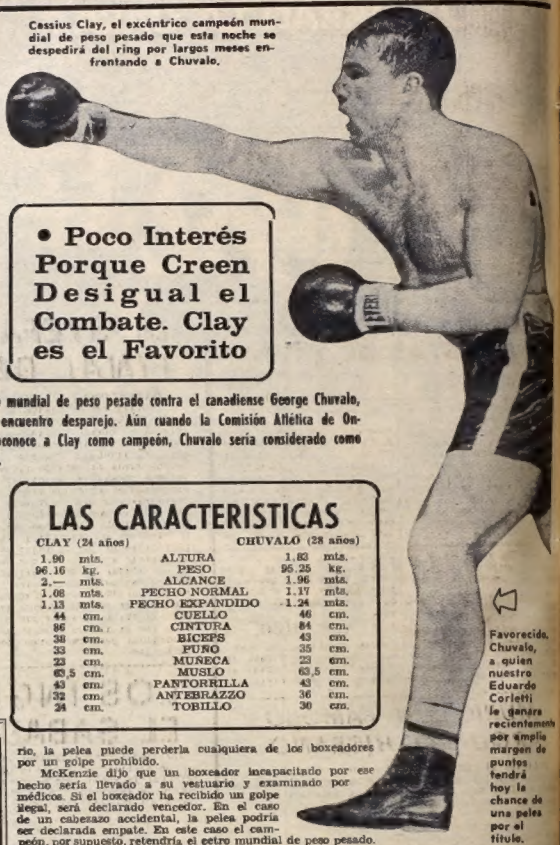 Cassius Clay, el excéntrico campeón mun-
dial de peso pesado que esta noche se
despedirá del ring por largos meses en-
frentando a Chuvalo.
• Poco Interés
Porque Creen
Desigual el
Combate. Clay
es el Favorito
mundial de peso pesado contra el canadiense George Chuvalo,
encuentro desparejo. Aún cuando la Comisión Atlética de On-
conoce a Clay como campeón, Chuvalo sería considerado como
LAS CARACTERISTICAS
CLAY (24 años) CHUVALO (28 años)
1.90 mts. ALTURA 1.83 mts.
96.16 kg. PESO 95.25 kg.
2.— mts. ALCANCE 1.96 mts.
1.08 mts. PECHO NORMAL 1.17 mts.
1.13 mts. PECHO EXPANDIDO 1.24 mts.
44 cm. CUELLO 46 cm.
86 cm. CINTURA 84 cm.
38 cm. BICEPS 43 cm.
33 cm. PUÑO 35 cm.
23 cm. MUÑECA 23 cm.
63,5 cm. MUSLO 63,5 cm.
43 cm. PANTORRILLA 43 cm.
32 cm. ANTEBRAZZO 36 cm.
24 cm. TOBILLO 30 cm.
Favorecido,
Chuvalo,
a quien
nuestro
Eduardo
Corletti
le ganara
recientemente
por amplio
margen de
puntos
tendrá
hoy la
chance de
una pelea
por el
título.
rio, la pelea puede perderla cualquiera de los boxeadores
por un golpe prohibido.
McKenzie dijo que un boxeador incapacitado por ese
hecho sería llevado a su vestuario y examinado por
médicos. Si el boxeador ha recibido un golpe
ilegal, será declarado vencedor. En el caso
de un cabezazo accidental, la pelea podría
ser declarada empate. En este caso el cam-
peón, por supuesto, retendría el cetro mundial de peso pesado.